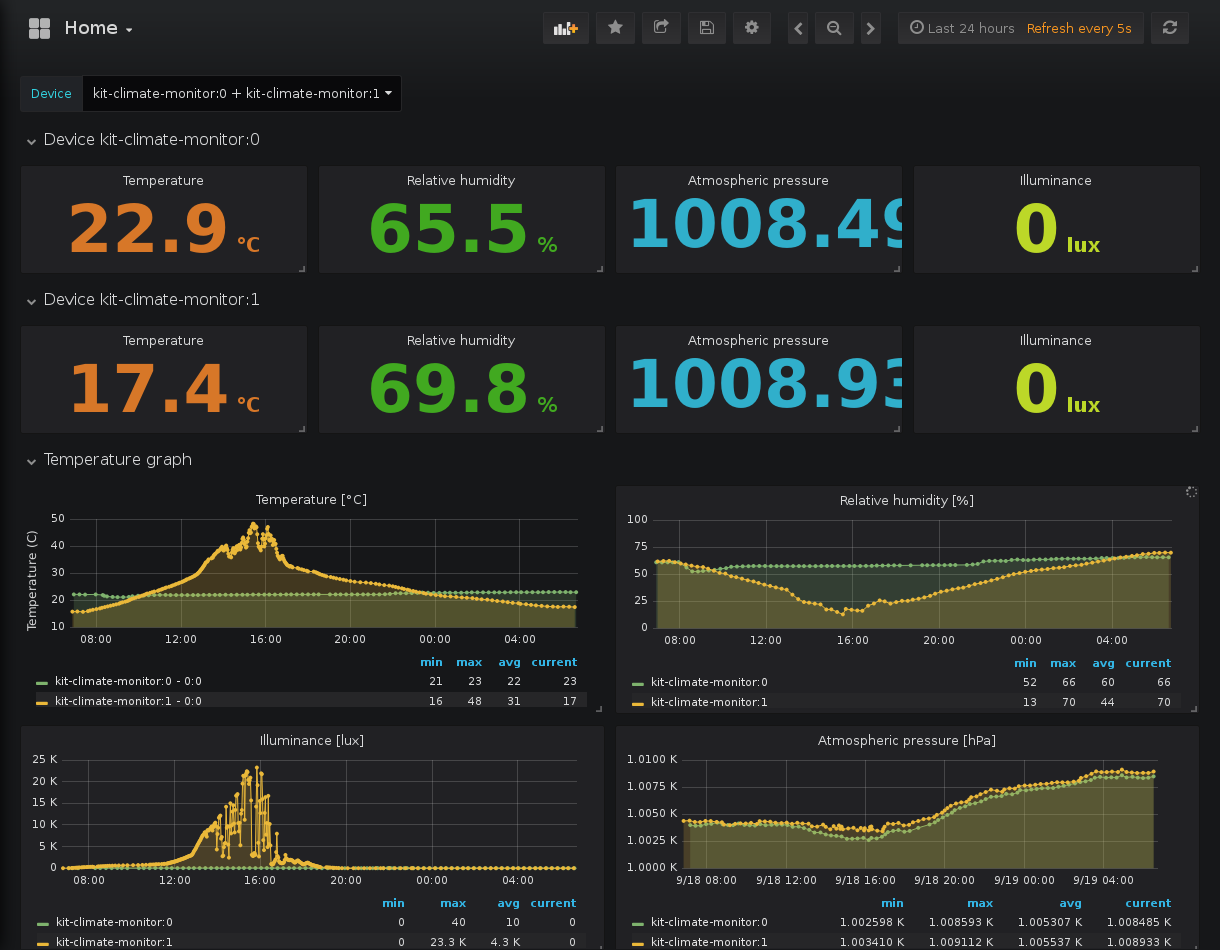 Home
Last 24 hours Refresh every 5s
Device kit-climate-monitor:0 + kit-climate-monitor:1
Device kit-climate-monitor:0
Temperature Relative humidity Atmospheric pressure Illuminance
22.9 °C 65.5 % 1008.49 0 lux
Device kit-climate-monitor:1
Temperature Relative humidity Atmospheric pressure Illuminance
17.4 °C 69.8 % 1008.93 0 lux
Temperature graph
Temperature [°C]
Temperature (C)
50
40
30
20
10
08:00 12:00 16:00 20:00 00:00 04:00
min max avg current
kit-climate-monitor:0 - 0:0 21 23 22 23
kit-climate-monitor:1 - 0:0 16 48 31 17
Relative humidity [%]
100
75
50
25
0
08:00 12:00 16:00 20:00 00:00 04:00
min max avg current
kit-climate-monitor:0 52 66 60 66
kit-climate-monitor:1 13 70 44 70
Illuminance [lux]
25 K
20 K
15 K
10 K
5 K
0
08:00 12:00 16:00 20:00 00:00 04:00
min max avg current
kit-climate-monitor:0 0 40 10 0
kit-climate-monitor:1 0 23.3 K 4.3 K 0
Atmospheric pressure [hPa]
1.0100 K
1.0075 K
1.0050 K
1.0025 K
1.0000 K
9/18 08:00 9/18 12:00 9/18 16:00 9/18 20:00 9/19 00:00 9/19 04:00
min max avg current
kit-climate-monitor:0 1.002598 K 1.008593 K 1.005307 K 1.008485 K
kit-climate-monitor:1 1.003410 K 1.009112 K 1.005537 K 1.008933 K